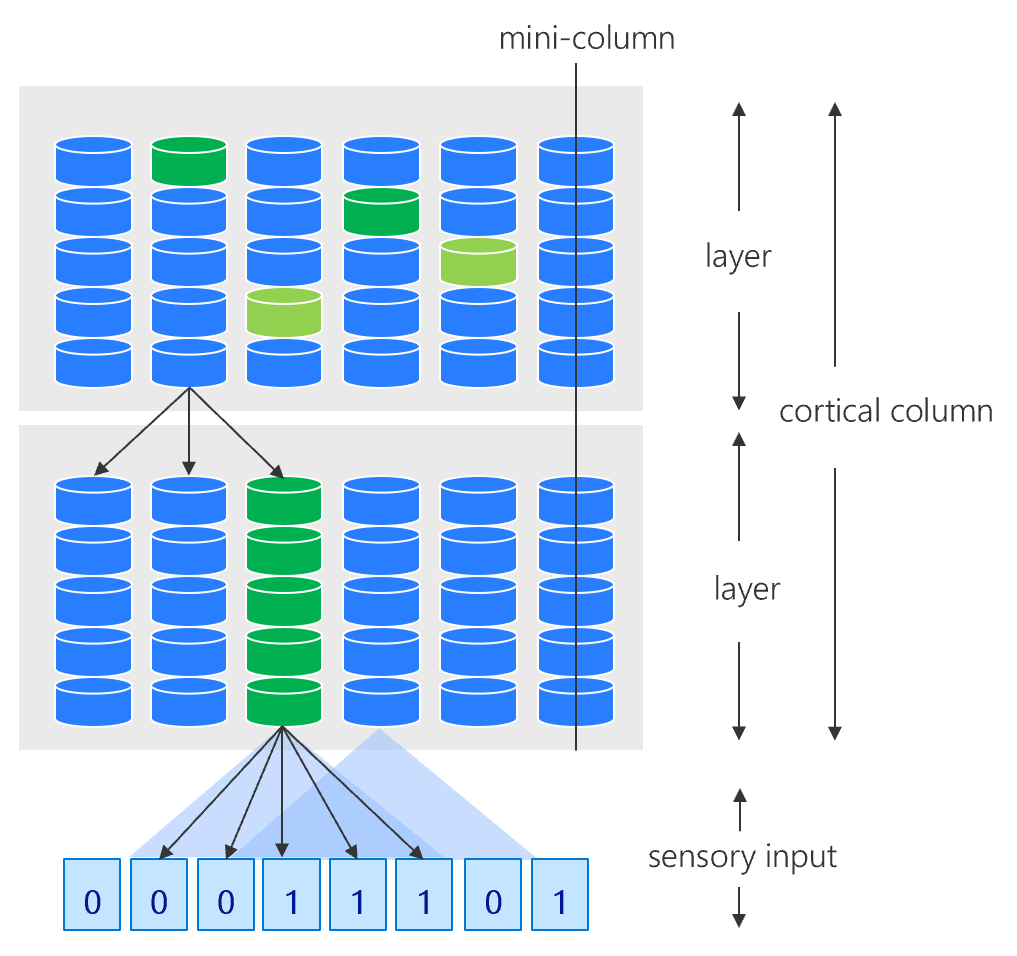 mini-column
layer
cortical column
layer
sensory input
0 0 0 1 1 1 0 1